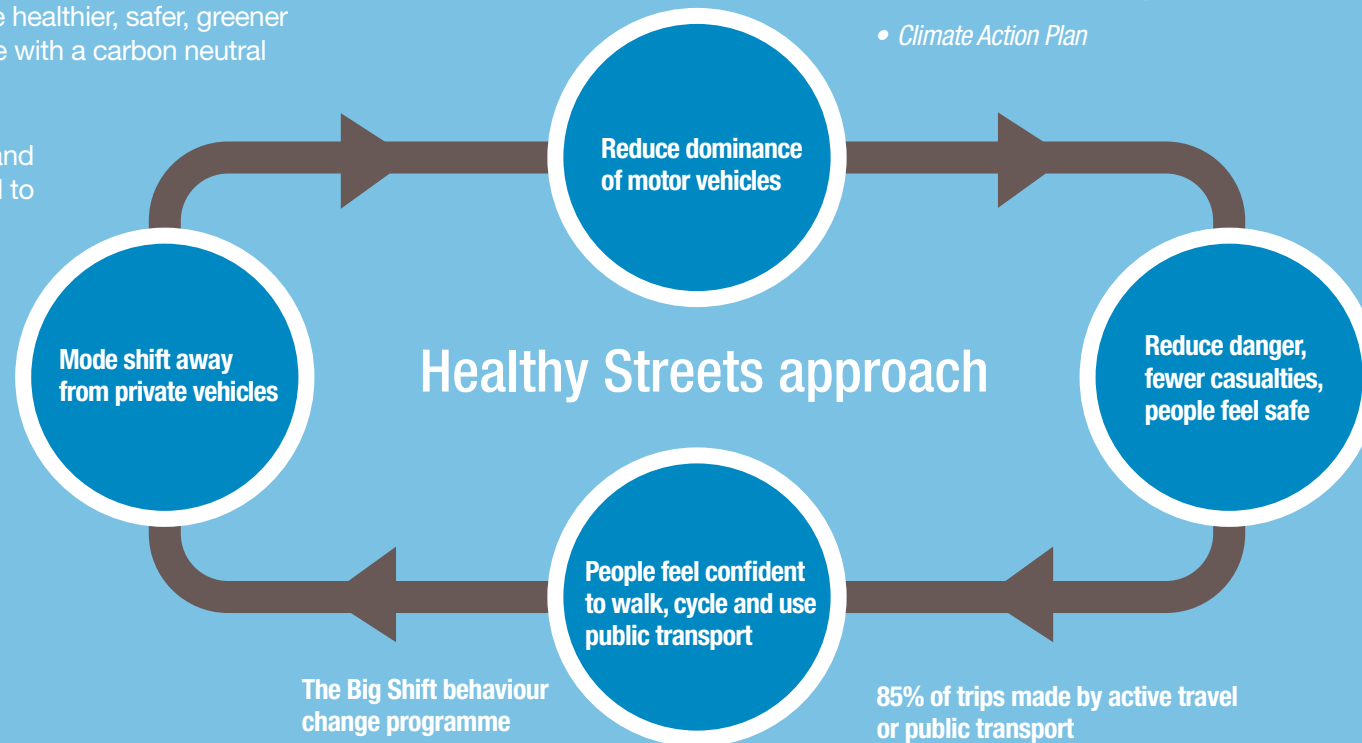 e healthier, safer, greener
e with a carbon neutral
and
l to
• Climate Action Plan
Reduce dominance
of motor vehicles
Mode shift away
from private vehicles
Healthy Streets approach
Reduce danger,
fewer casualties,
people feel safe
People feel confident
to walk, cycle and use
public transport
The Big Shift behaviour
change programme
85% of trips made by active travel
or public transport